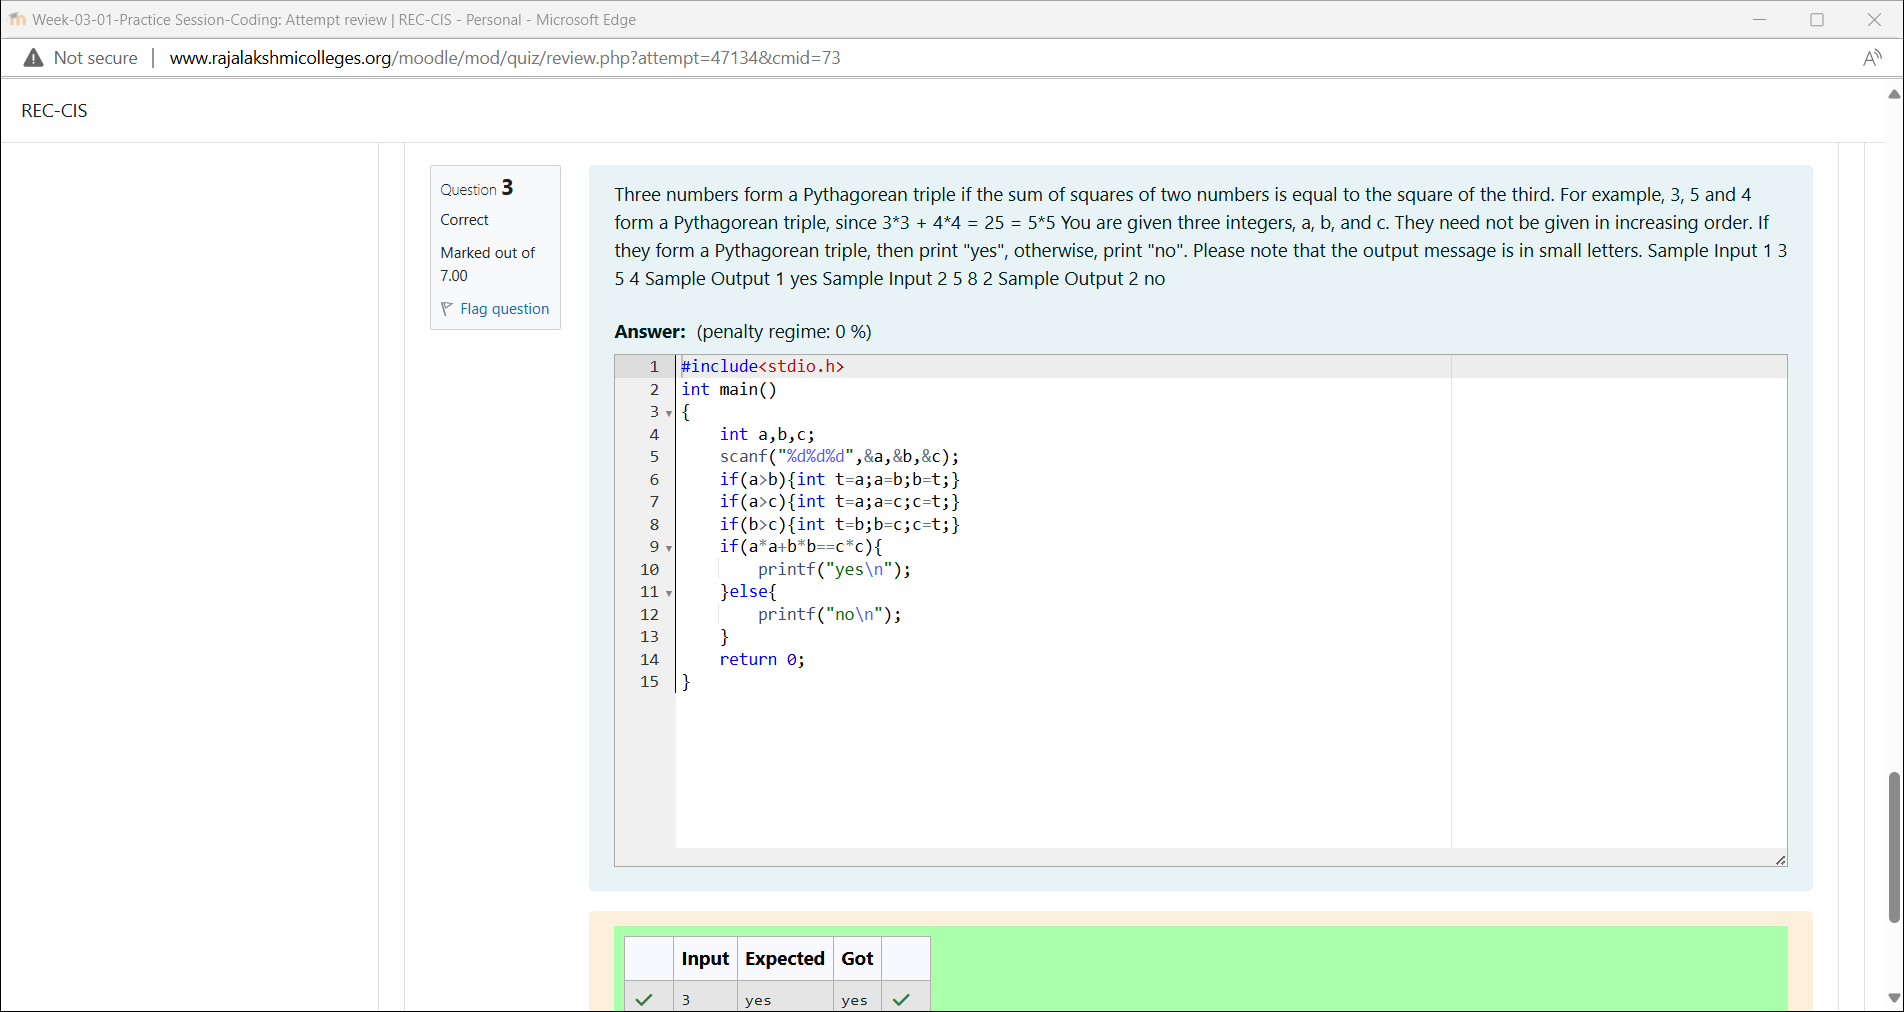 Week-03-01-Practice Session-Coding: Attempt review | REC-CIS - Personal - Microsoft Edge
Not secure | www.rajalakshmicolleges.org/moodle/mod/quiz/review.php?attempt=47134&cmid=73
REC-CIS
Question 3
Correct
Marked out of
7.00
Flag question
Three numbers form a Pythagorean triple if the sum of squares of two numbers is equal to the square of the third. For example, 3, 5 and 4
form a Pythagorean triple, since 3*3 + 4*4 = 25 = 5*5 You are given three integers, a, b, and c. They need not be given in increasing order. If
they form a Pythagorean triple, then print "yes", otherwise, print "no". Please note that the output message is in small letters. Sample Input 1 3
5 4 Sample Output 1 yes Sample Input 2 5 8 2 Sample Output 2 no
Answer: (penalty regime: 0 %)
1 #include<stdio.h>
2 int main()
3 {
4     int a,b,c;
5     scanf("%d%d%d",&a,&b,&c);
6     if(a>b){int t=a;a=b;b=t;}
7     if(a>c){int t=a;a=c;c=t;}
8     if(b>c){int t=b;b=c;c=t;}
9     if(a*a+b*b==c*c){
10         printf("yes\n");
11     }else{
12         printf("no\n");
13     }
14     return 0;
15 }
Input Expected Got
3 yes yes